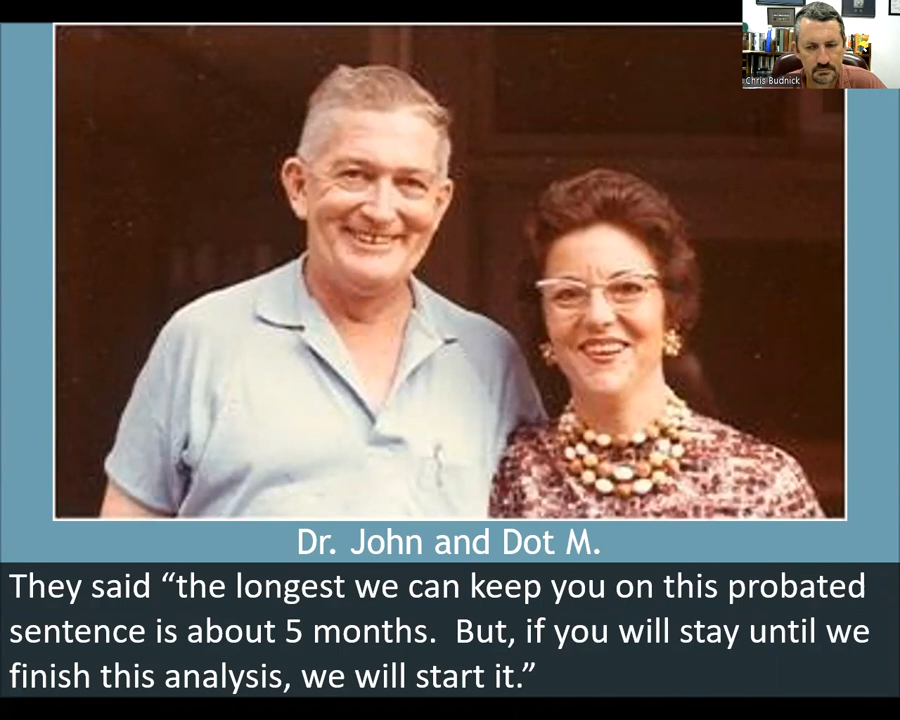 Chris Budnick
Dr. John and Dot M.
They said “the longest we can keep you on this probated
sentence is about 5 months.  But, if you will stay until we
finish this analysis, we will start it.”